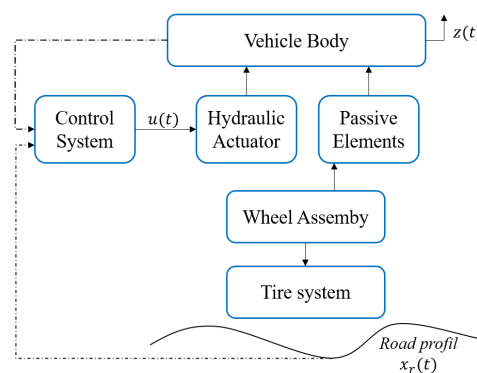 Vehicle Body
z(t)
Control
System
u(t)
Hydraulic
Actuator
Passive
Elements
Wheel Assemby
Tire system
Road profil
x_r(t)